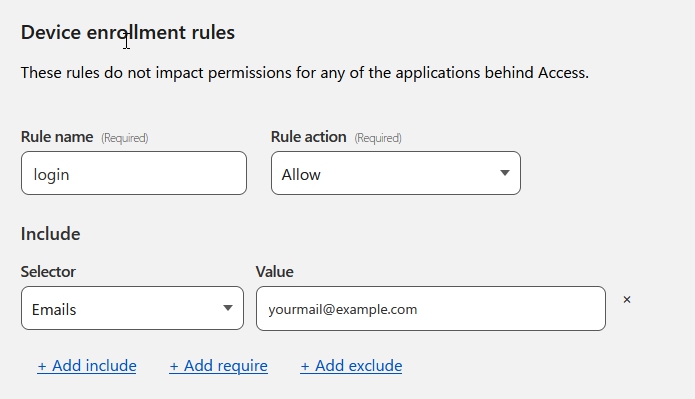 Device enrollment rules
These rules do not impact permissions for any of the applications behind Access.
Rule name (Required) Rule action (Required)
login Allow
Include
Selector Value
Emails yourmail@example.com ×
+ Add include + Add require + Add exclude